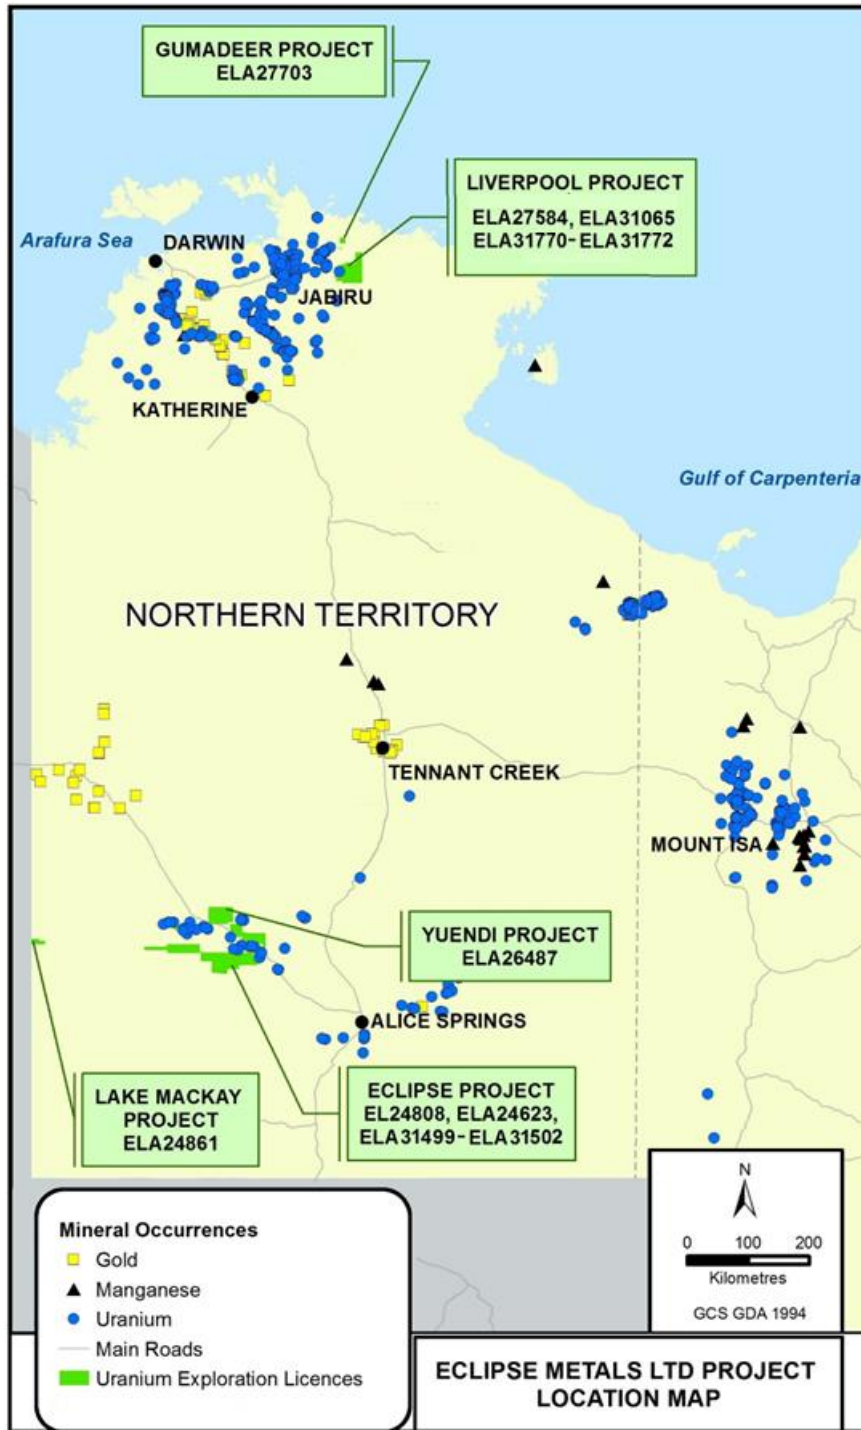 GUMADEER PROJECT
ELA27703
LIVERPOOL PROJECT
ELA27584, ELA31065
ELA31770-ELA31772
Arafura Sea
DARWIN
JABIRU
KATHERINE
Gulf of Carpenteria
NORTHERN TERRITORY
TENNANT CREEK
MOUNT ISA
YUENDI PROJECT
ELA26487
ALICE SPRINGS
LAKE MACKAY
PROJECT
ELA24861
ECLIPSE PROJECT
EL24808, ELA24623,
ELA31499-ELA31502
N
0 100 200
Kilometres
GCS GDA 1994
Mineral Occurrences
Gold
Manganese
Uranium
Main Roads
Uranium Exploration Licences
ECLIPSE METALS LTD PROJECT
LOCATION MAP